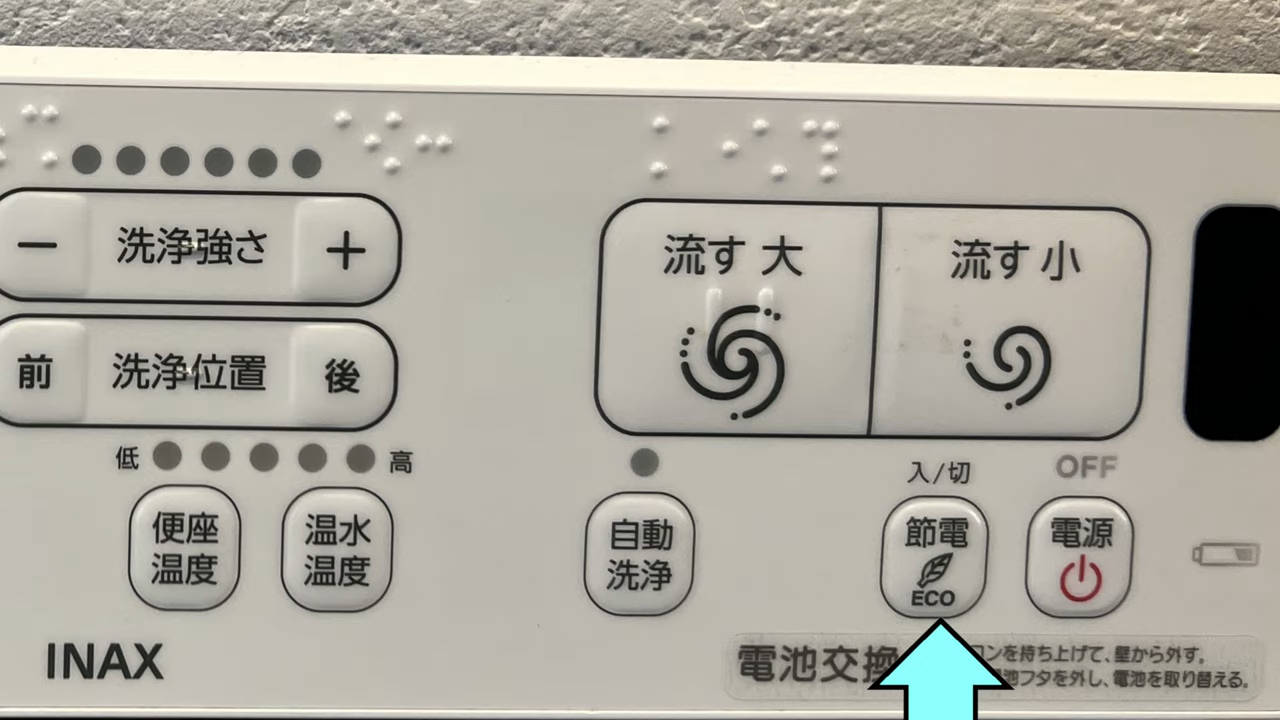 − 洗浄強さ ＋
前 洗浄位置 後
低 高
便座
温度
温水
温度
流す 大
流す 小
自動
洗浄
入/切
節電
ECO
OFF
電源
INAX
電池交換
コンを持ち上げて、壁から外す。
池フタを外し、電池を取り替える。